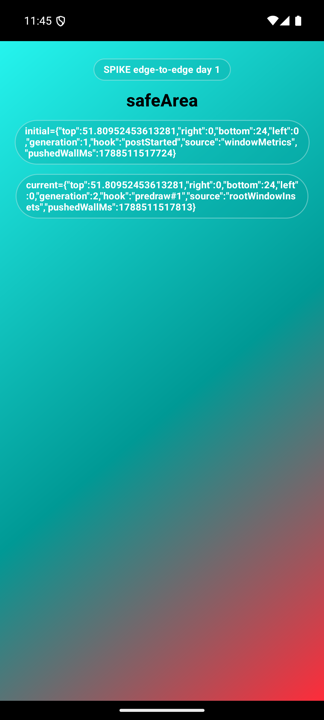 11:45
SPIKE edge-to-edge day 1
safeArea
initial={"top":51.80952453613281,"right":0,"bottom":24,"left":0
,"generation":1,"hook":"postStarted","source":"windowMetrics",
"pushedWallMs":1788511517724}
current={"top":51.80952453613281,"right":0,"bottom":24,"left"
:0,"generation":2,"hook":"predraw#1","source":"rootWindowIns
ets","pushedWallMs":1788511517813}